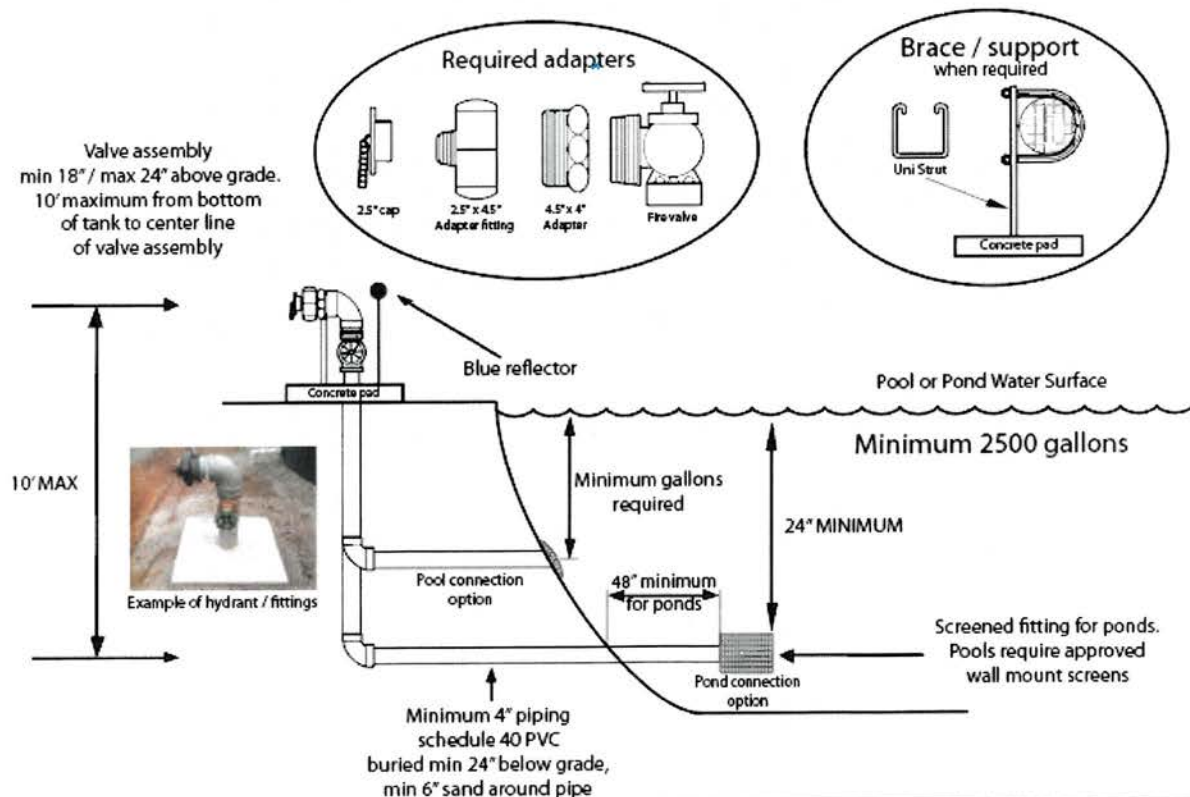 Required adapters
2.5" cap
2.5" x 4.5"
Adapter fitting
4.5" x 4"
Adapter
Fire valve
Brace / support
when required
Uni Strut
Concrete pad
Valve assembly
min 18" / max 24" above grade.
10' maximum from bottom
of tank to center line
of valve assembly
Blue reflector
Concrete pad
Pool or Pond Water Surface
Minimum 2500 gallons
10' MAX
Minimum gallons
required
24" MINIMUM
Example of hydrant / fittings
Pool connection
option
48" minimum
for ponds
Pond connection
option
Screened fitting for ponds.
Pools require approved
wall mount screens
Minimum 4" piping
schedule 40 PVC
buried min 24" below grade,
min 6" sand around pipe